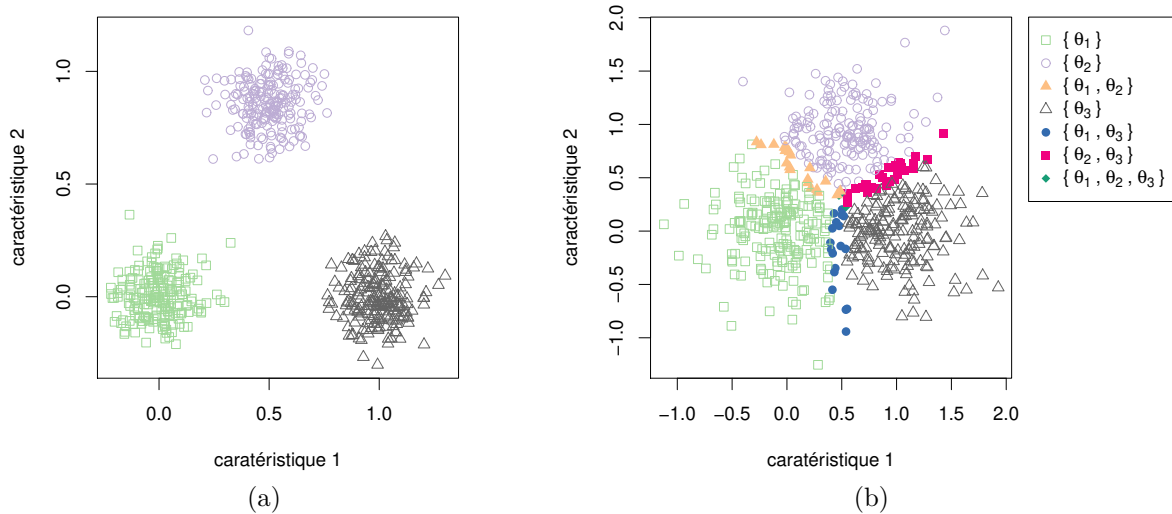 0.0 0.5 1.0
0.0 0.5 1.0
caratéristique 1
caractéristique 2
(a)
−1.0 −0.5 0.0 0.5 1.0 1.5 2.0
−1.0 −0.5 0.0 0.5 1.0 1.5 2.0
caratéristique 1
caractéristique 2
(b)
{ θ1 }
{ θ2 }
{ θ1 , θ2 }
{ θ3 }
{ θ1 , θ3 }
{ θ2 , θ3 }
{ θ1 , θ2 , θ3 }